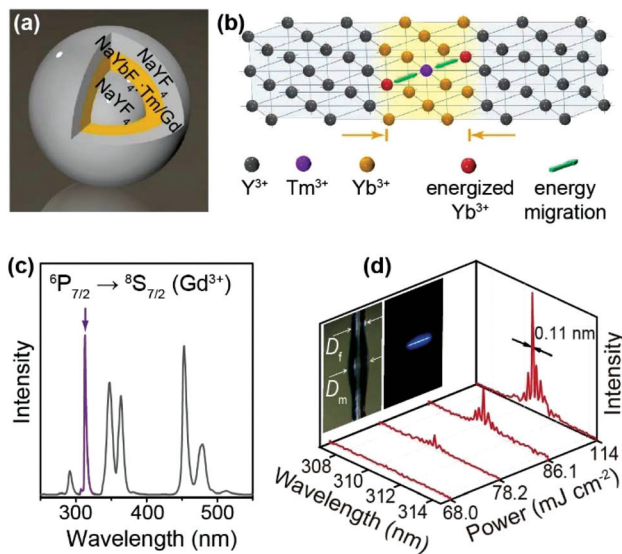 (a)
NaYF₄
NaYbF₄:Tm/Gd
NaYF₄
(b)
Y³⁺
Tm³⁺
Yb³⁺
energized
Yb³⁺
energy
migration
(c)
⁶P₇/₂ → ⁸S₇/₂ (Gd³⁺)
Intensity
300
400
500
Wavelength (nm)
(d)
D_f
D_m
0.11 nm
Intensity
308
310
312
314
Wavelength (nm)
68.0
78.2
86.1
114
Power (mJ cm⁻²)